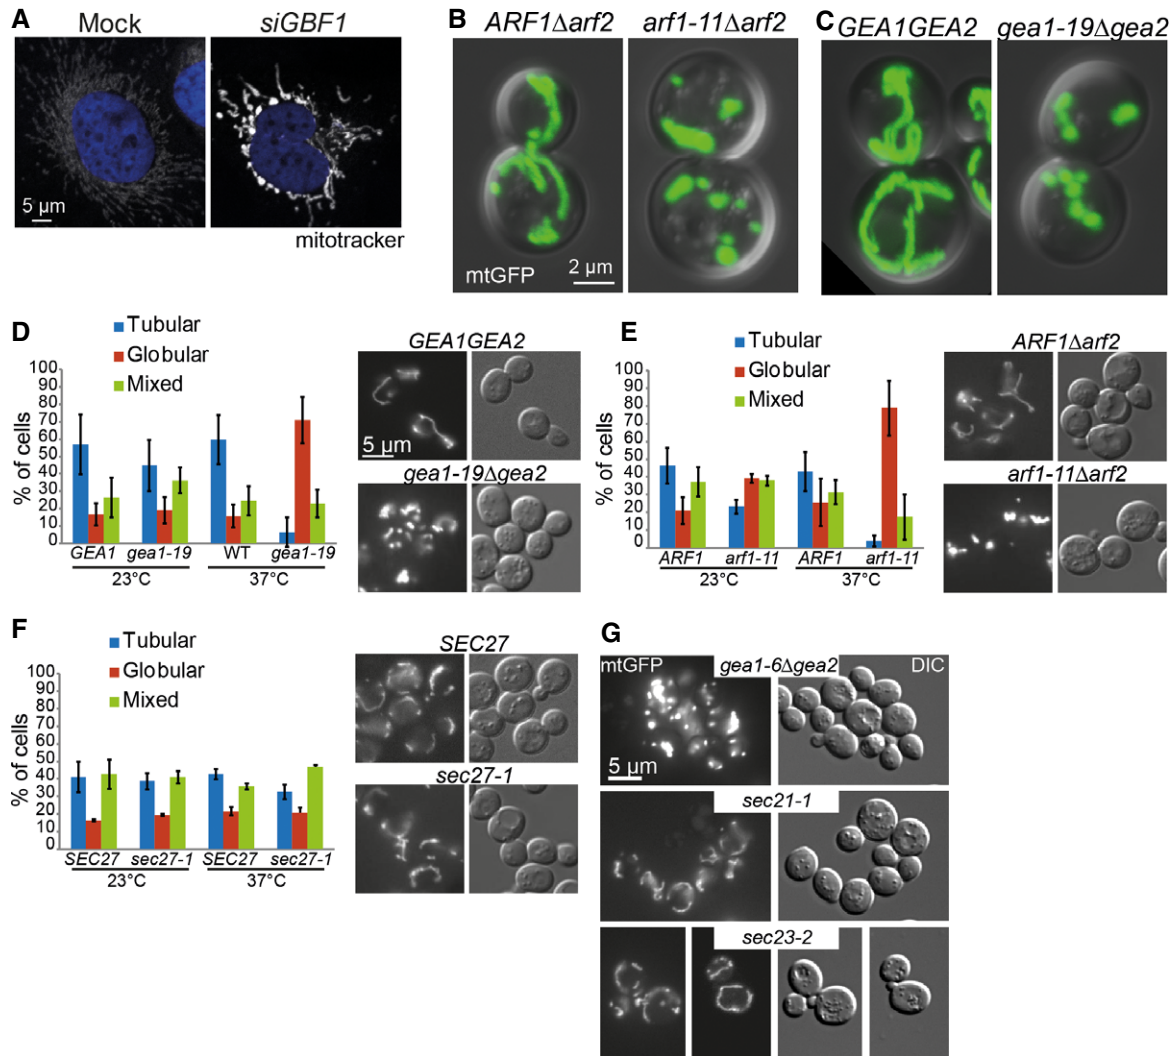 A
Mock
siGBF1
5 µm
mitotracker
B
ARF1Δarf2
arf1-11Δarf2
mtGFP
2 µm
C
GEA1GEA2
gea1-19Δgea2
D
Tubular
Globular
Mixed
% of cells
100
90
80
70
60
50
40
30
20
10
0
GEA1
gea1-19
WT
gea1-19
23°C
37°C
GEA1GEA2
5 µm
gea1-19Δgea2
E
Tubular
Globular
Mixed
% of cells
100
90
80
70
60
50
40
30
20
10
0
ARF1
arf1-11
ARF1
arf1-11
23°C
37°C
ARF1Δarf2
arf1-11Δarf2
F
Tubular
Globular
Mixed
% of cells
100
90
80
70
60
50
40
30
20
10
0
SEC27
sec27-1
SEC27
sec27-1
23°C
37°C
SEC27
sec27-1
G
mtGFP
gea1-6Δgea2
DIC
5 µm
sec21-1
sec23-2